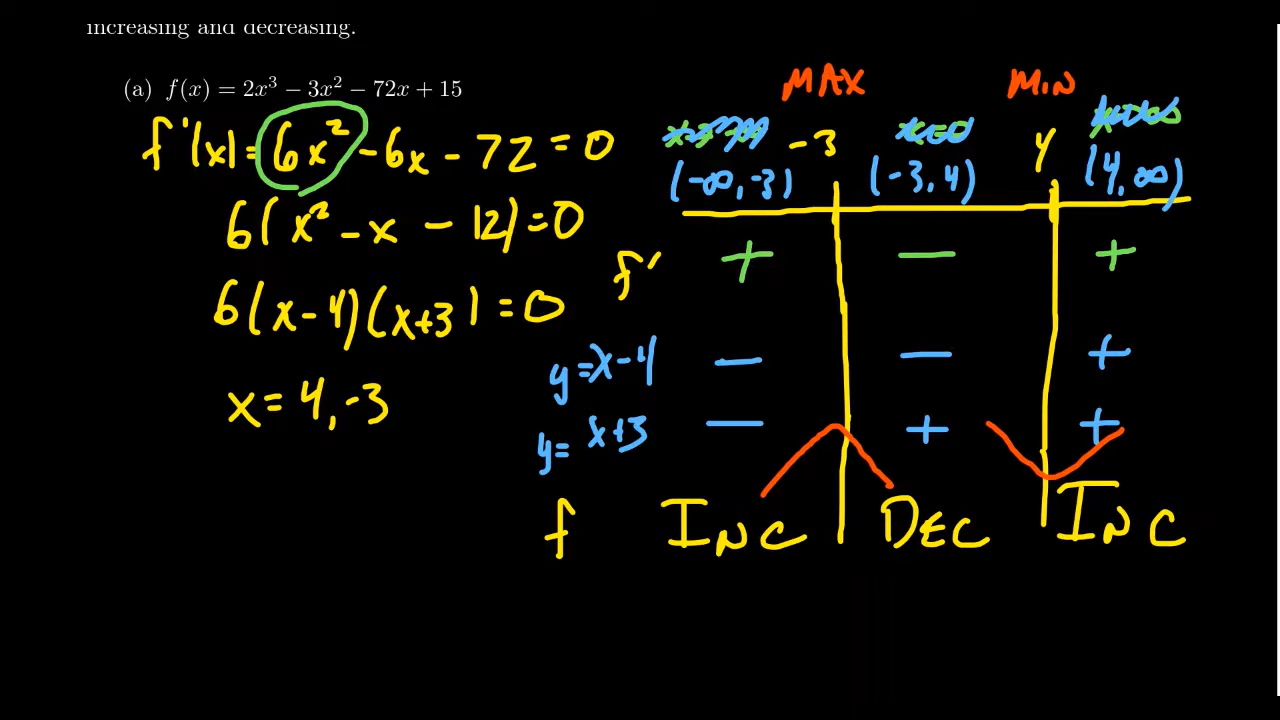 increasing and decreasing.
(a) f(x) = 2x³ − 3x² − 72x + 15
f'(x) = 6x² - 6x - 72 = 0
6(x² - x - 12) = 0
6(x-4)(x+3) = 0
x = 4, -3
MAX MIN
-3 4
(-∞, -3) (-3, 4) (4, ∞)
f' + − +
y = x-4 − − +
y = x+3 − + +
f INC DEC INC